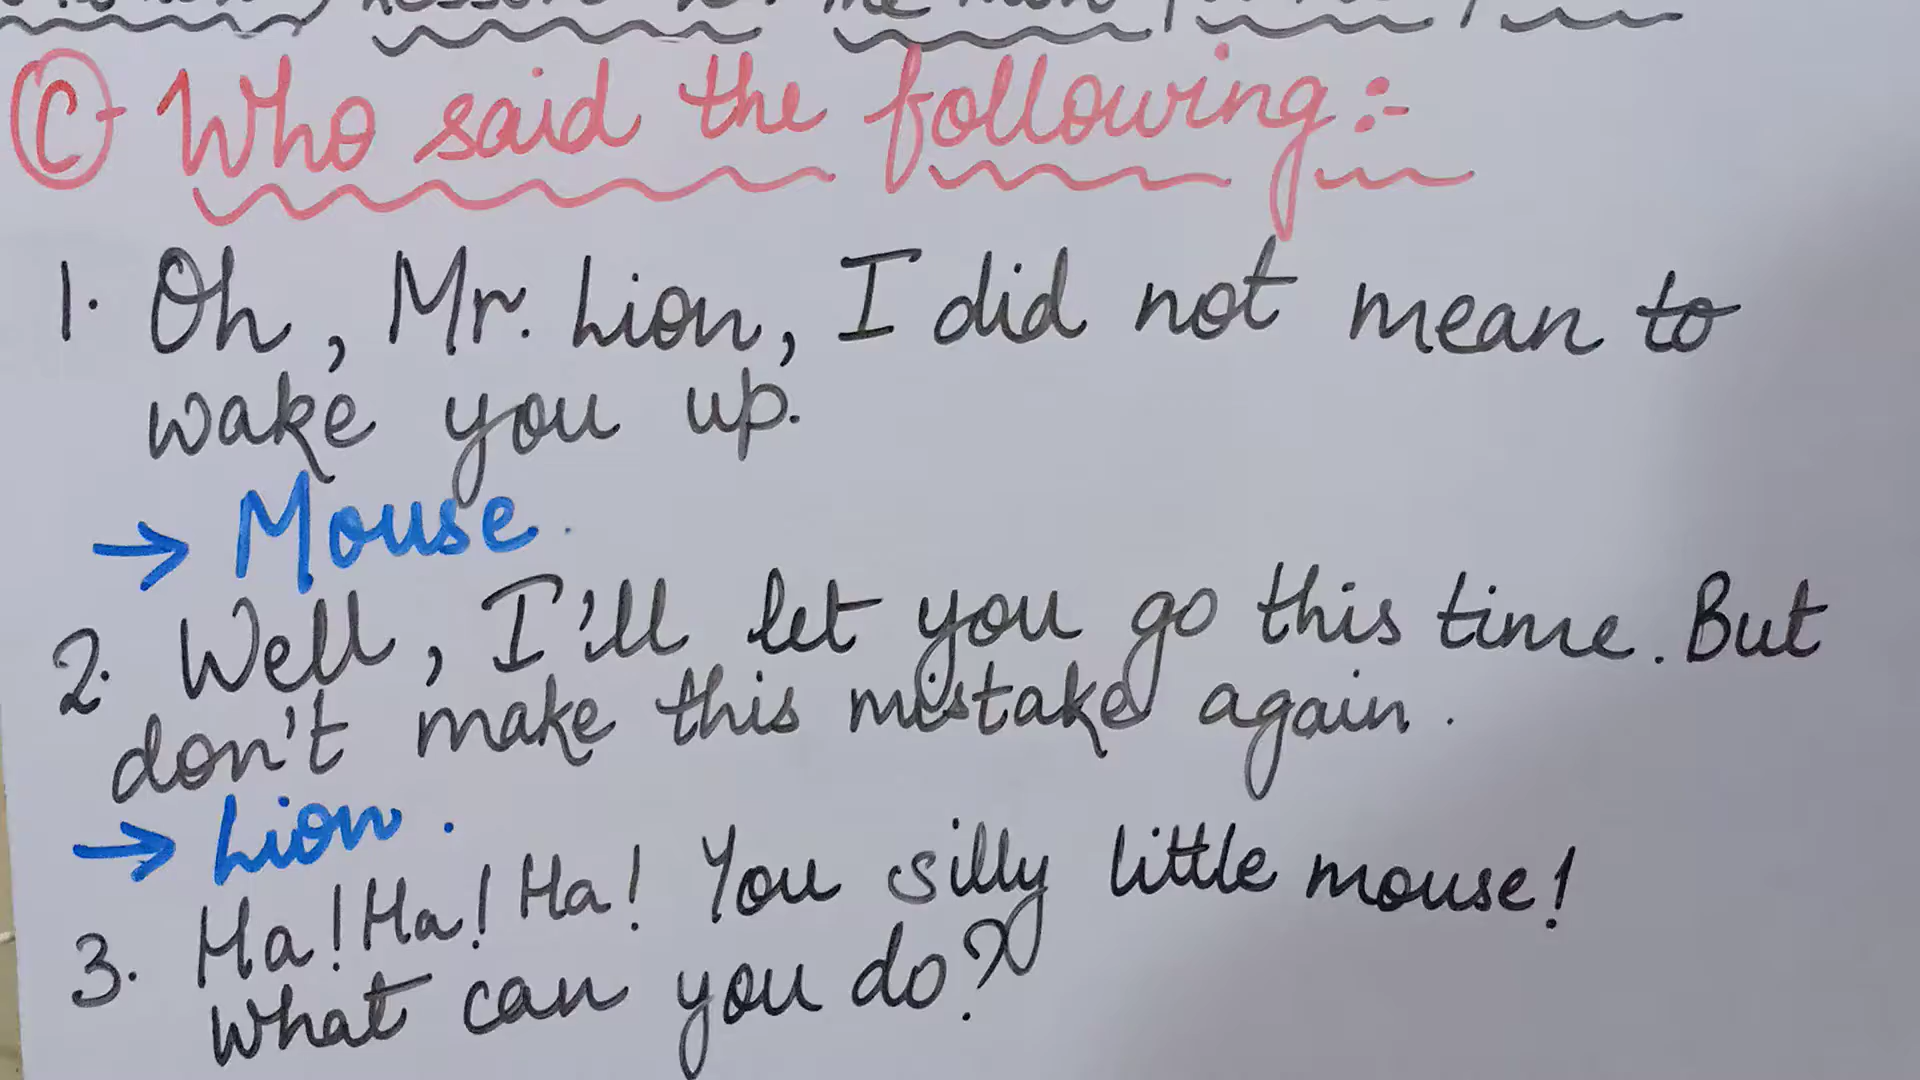 the
C- Who said the following:-
1. Oh, Mr. Lion, I did not mean to
wake you up.
→ Mouse.
2. Well, I'll let you go this time. But
don't make this mistake again.
→ Lion.
3. Ha! Ha! Ha! You silly little mouse!
What can you do?